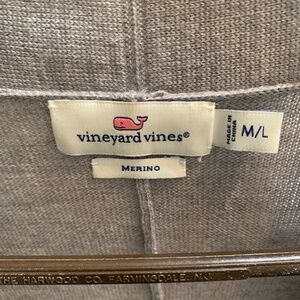 vineyard vines®
MADE IN
CHINA
M/L
MERINO
THE HARWOOD CO. FARMINGDALE, N.J.